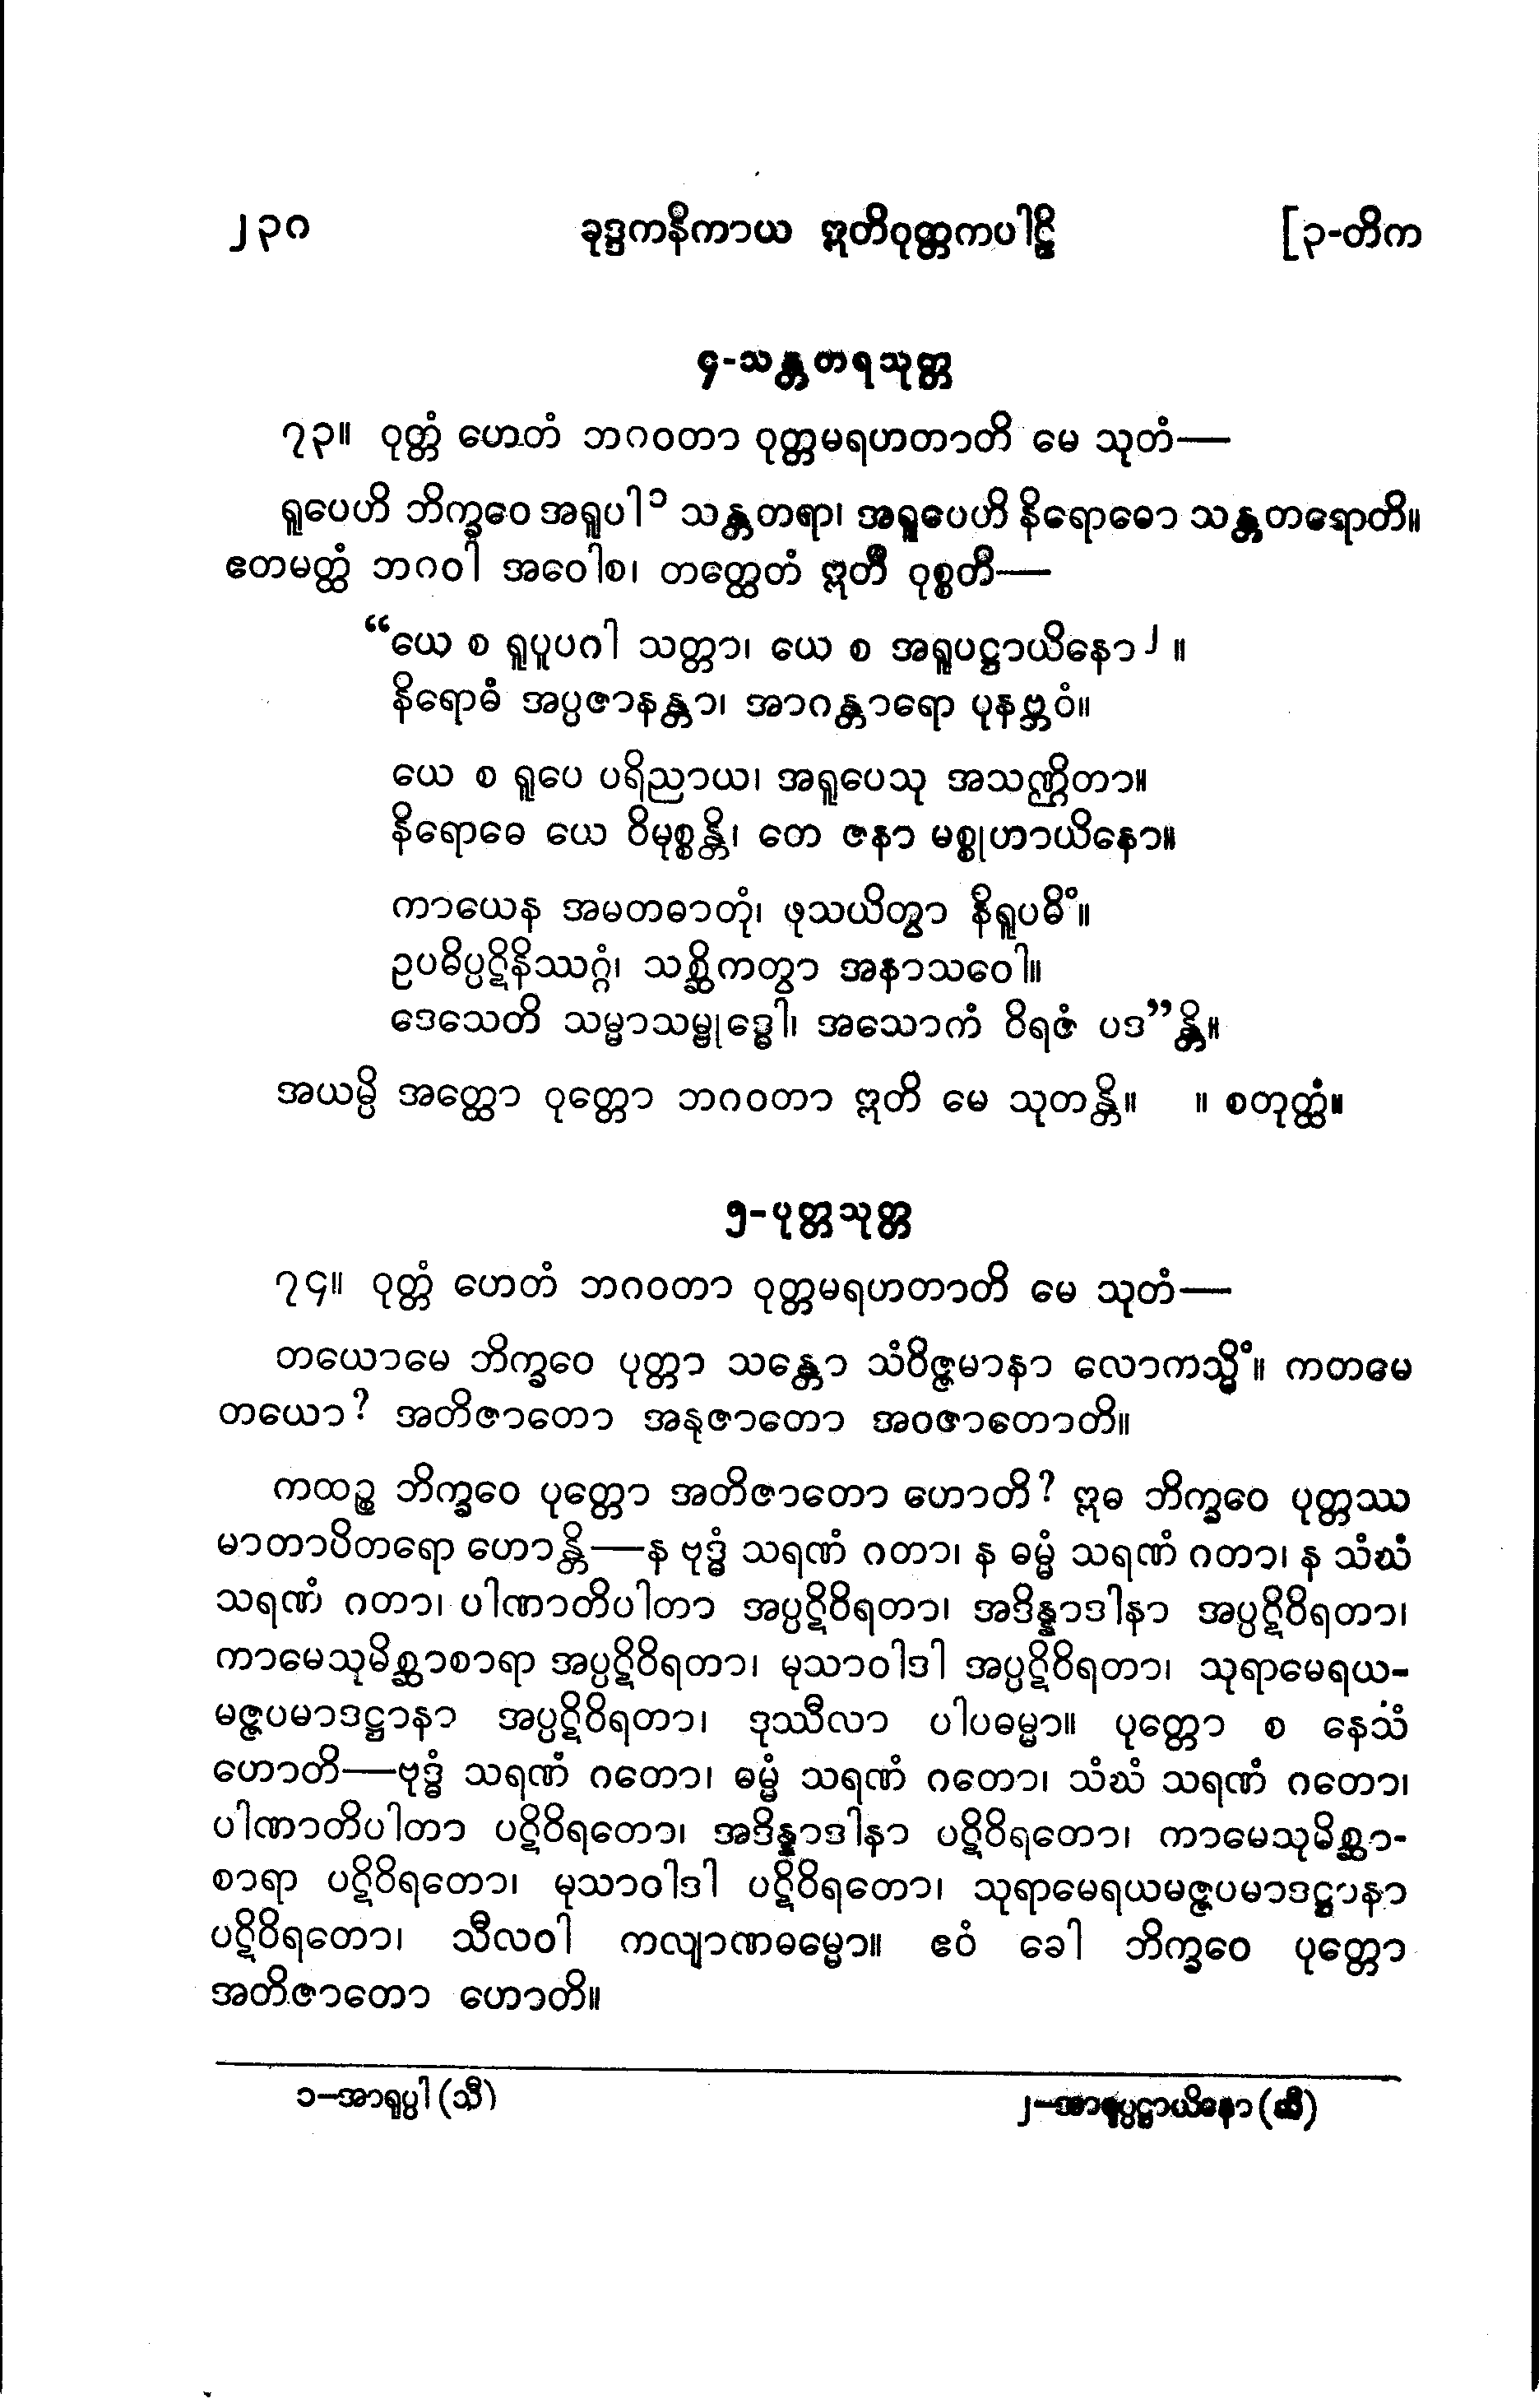 ၂၃၀ ခုဒ္ဒကနိကာယ ဣတိဝုတ္တကပါဠိ [၃-တိက
၄-သန္တတရသုတ္တ
၇၃။ ဝုတ္တံ ဟေတံ ဘဂဝတာ ဝုတ္တမရဟတာတိ မေ သုတံ—
ရူပေဟိ ဘိက္ခဝေ အရူပါ၁ သန္တတရာ၊ အရူပေဟိ နိရောဓော သန္တတရောတိ။
ဧတမတ္ထံ ဘဂဝါ အဝေါစ၊ တတ္ထေတံ ဣတိ ဝုစ္စတိ—
“ယေ စ ရူပူပဂါ သတ္တာ၊ ယေ စ အရူပဋ္ဌာယိနော၂ ။
နိရောဓံ အပ္ပဇာနန္တာ၊ အာဂန္တာရော ပုနဗ္ဘဝံ။
ယေ စ ရူပေ ပရိညာယ၊ အရူပေသု အသဏ္ဌိတာ။
နိရောဓေ ယေ ဝိမုစ္စန္တိ၊ တေ ဇနာ မစ္စုဟာယိနော။
ကာယေန အမတဓာတုံ၊ ဖုသယိတွာ နိရူပဓိံ။
ဥပဓိပ္ပဋိနိဿဂ္ဂံ၊ သစ္ဆိကတွာ အနာသဝေါ။
ဒေသေတိ သမ္မာသမ္ဗုဒ္ဓေါ၊ အသောကံ ဝိရဇံ ပဒ”န္တိ။
အယမ္ပိ အတ္ထော ဝုတ္တော ဘဂဝတာ ဣတိ မေ သုတန္တိ။ ။ စတုတ္ထံ။
၅-ပုတ္တသုတ္တ
၇၄။ ဝုတ္တံ ဟေတံ ဘဂဝတာ ဝုတ္တမရဟတာတိ မေ သုတံ—
တယောမေ ဘိက္ခဝေ ပုတ္တာ သန္တော သံဝိဇ္ဇမာနာ လောကသ္မိံ။ ကတမေ
တယော? အတိဇာတော အနုဇာတော အဝဇာတောတိ။
ကထဉ္စ ဘိက္ခဝေ ပုတ္တော အတိဇာတော ဟောတိ? ဣဓ ဘိက္ခဝေ ပုတ္တဿ
မာတာပိတရော ဟောန္တိ—န ဗုဒ္ဓံ သရဏံ ဂတာ၊ န ဓမ္မံ သရဏံ ဂတာ၊ န သံဃံ
သရဏံ ဂတာ၊ ပါဏာတိပါတာ အပ္ပဋိဝိရတာ၊ အဒိန္နာဒါနာ အပ္ပဋိဝိရတာ၊
ကာမေသုမိစ္ဆာစာရာ အပ္ပဋိဝိရတာ၊ မုသာဝါဒါ အပ္ပဋိဝိရတာ၊ သုရာမေရယ-
မဇ္ဇပမာဒဋ္ဌာနာ အပ္ပဋိဝိရတာ၊ ဒုဿီလာ ပါပဓမ္မာ။ ပုတ္တော စ နေသံ
ဟောတိ—ဗုဒ္ဓံ သရဏံ ဂတော၊ ဓမ္မံ သရဏံ ဂတော၊ သံဃံ သရဏံ ဂတော၊
ပါဏာတိပါတာ ပဋိဝိရတော၊ အဒိန္နာဒါနာ ပဋိဝိရတော၊ ကာမေသုမိစ္ဆာ-
စာရာ ပဋိဝိရတော၊ မုသာဝါဒါ ပဋိဝိရတော၊ သုရာမေရယမဇ္ဇပမာဒဋ္ဌာနာ
ပဋိဝိရတော၊ သီလဝါ ကလျာဏဓမ္မော။ ဧဝံ ခေါ ဘိက္ခဝေ ပုတ္တော
အတိဇာတော ဟောတိ။
၁—အာရုပ္ပါ (သီ) ၂—အာရုပ္ပဋ္ဌာယိနော (သီ)